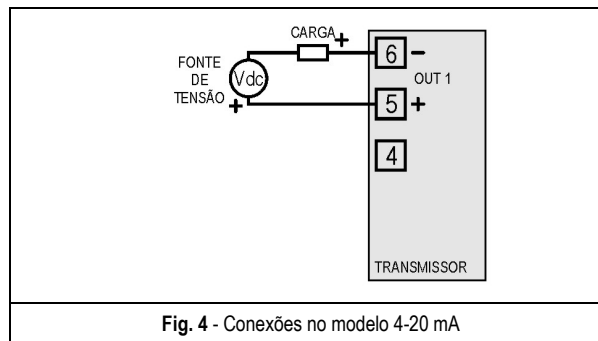 CARGA +
FONTE
DE
TENSÃO
Vdc
+
6 -
OUT 1
5 +
4
TRANSMISSOR
Fig. 4 - Conexões no modelo 4-20 mA